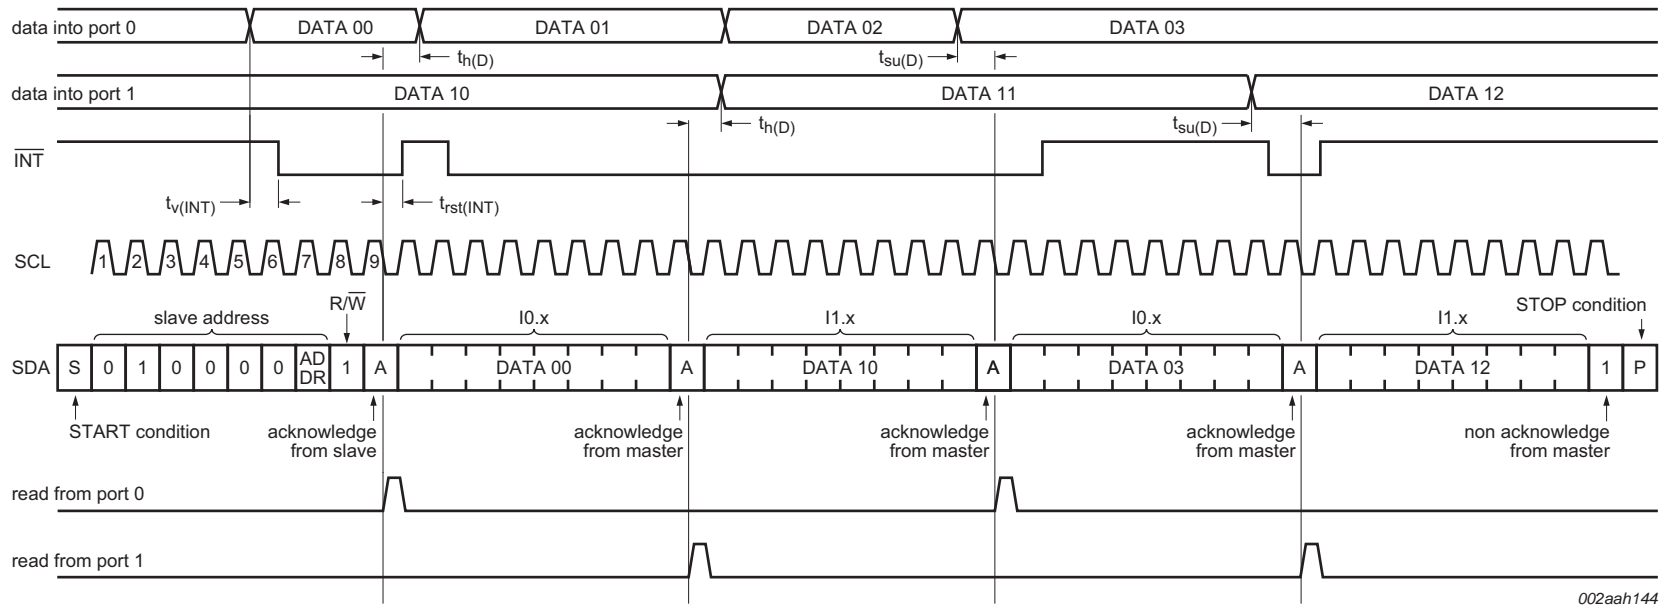 data into port 0 DATA 00 DATA 01 DATA 02 DATA 03
th(D) tsu(D)
data into port 1 DATA 10 DATA 11 DATA 12
th(D) tsu(D)
INT
tv(INT) trst(INT)
SCL 1 2 3 4 5 6 7 8 9
R/W STOP condition
slave address I0.x I1.x I0.x I1.x
SDA S 0 1 0 0 0 0 AD DR 1 A DATA 00 A DATA 10 A DATA 03 A DATA 12 1 P
START condition acknowledge acknowledge acknowledge acknowledge non acknowledge
from slave from master from master from master from master
read from port 0
read from port 1
002aah144